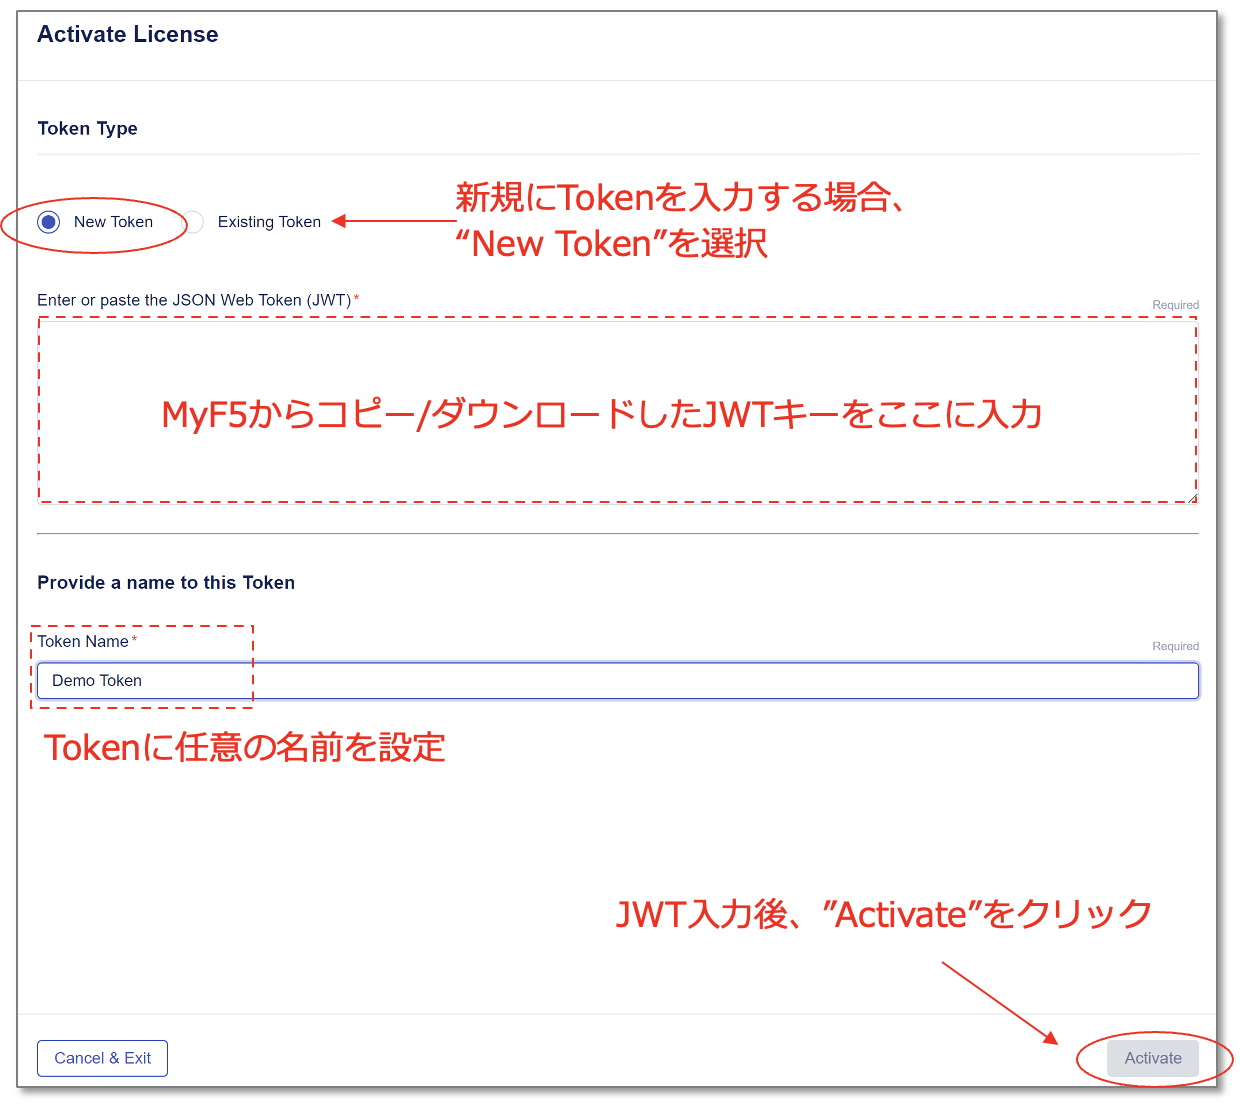 Activate License
Token Type
新規にTokenを入力する場合、
“New Token”を選択
New Token
Existing Token
Enter or paste the JSON Web Token (JWT)*
Required
MyF5からコピー/ダウンロードしたJWTキーをここに入力
Provide a name to this Token
Token Name*
Required
Demo Token
Tokenに任意の名前を設定
JWT入力後、”Activate”をクリック
Cancel & Exit
Activate